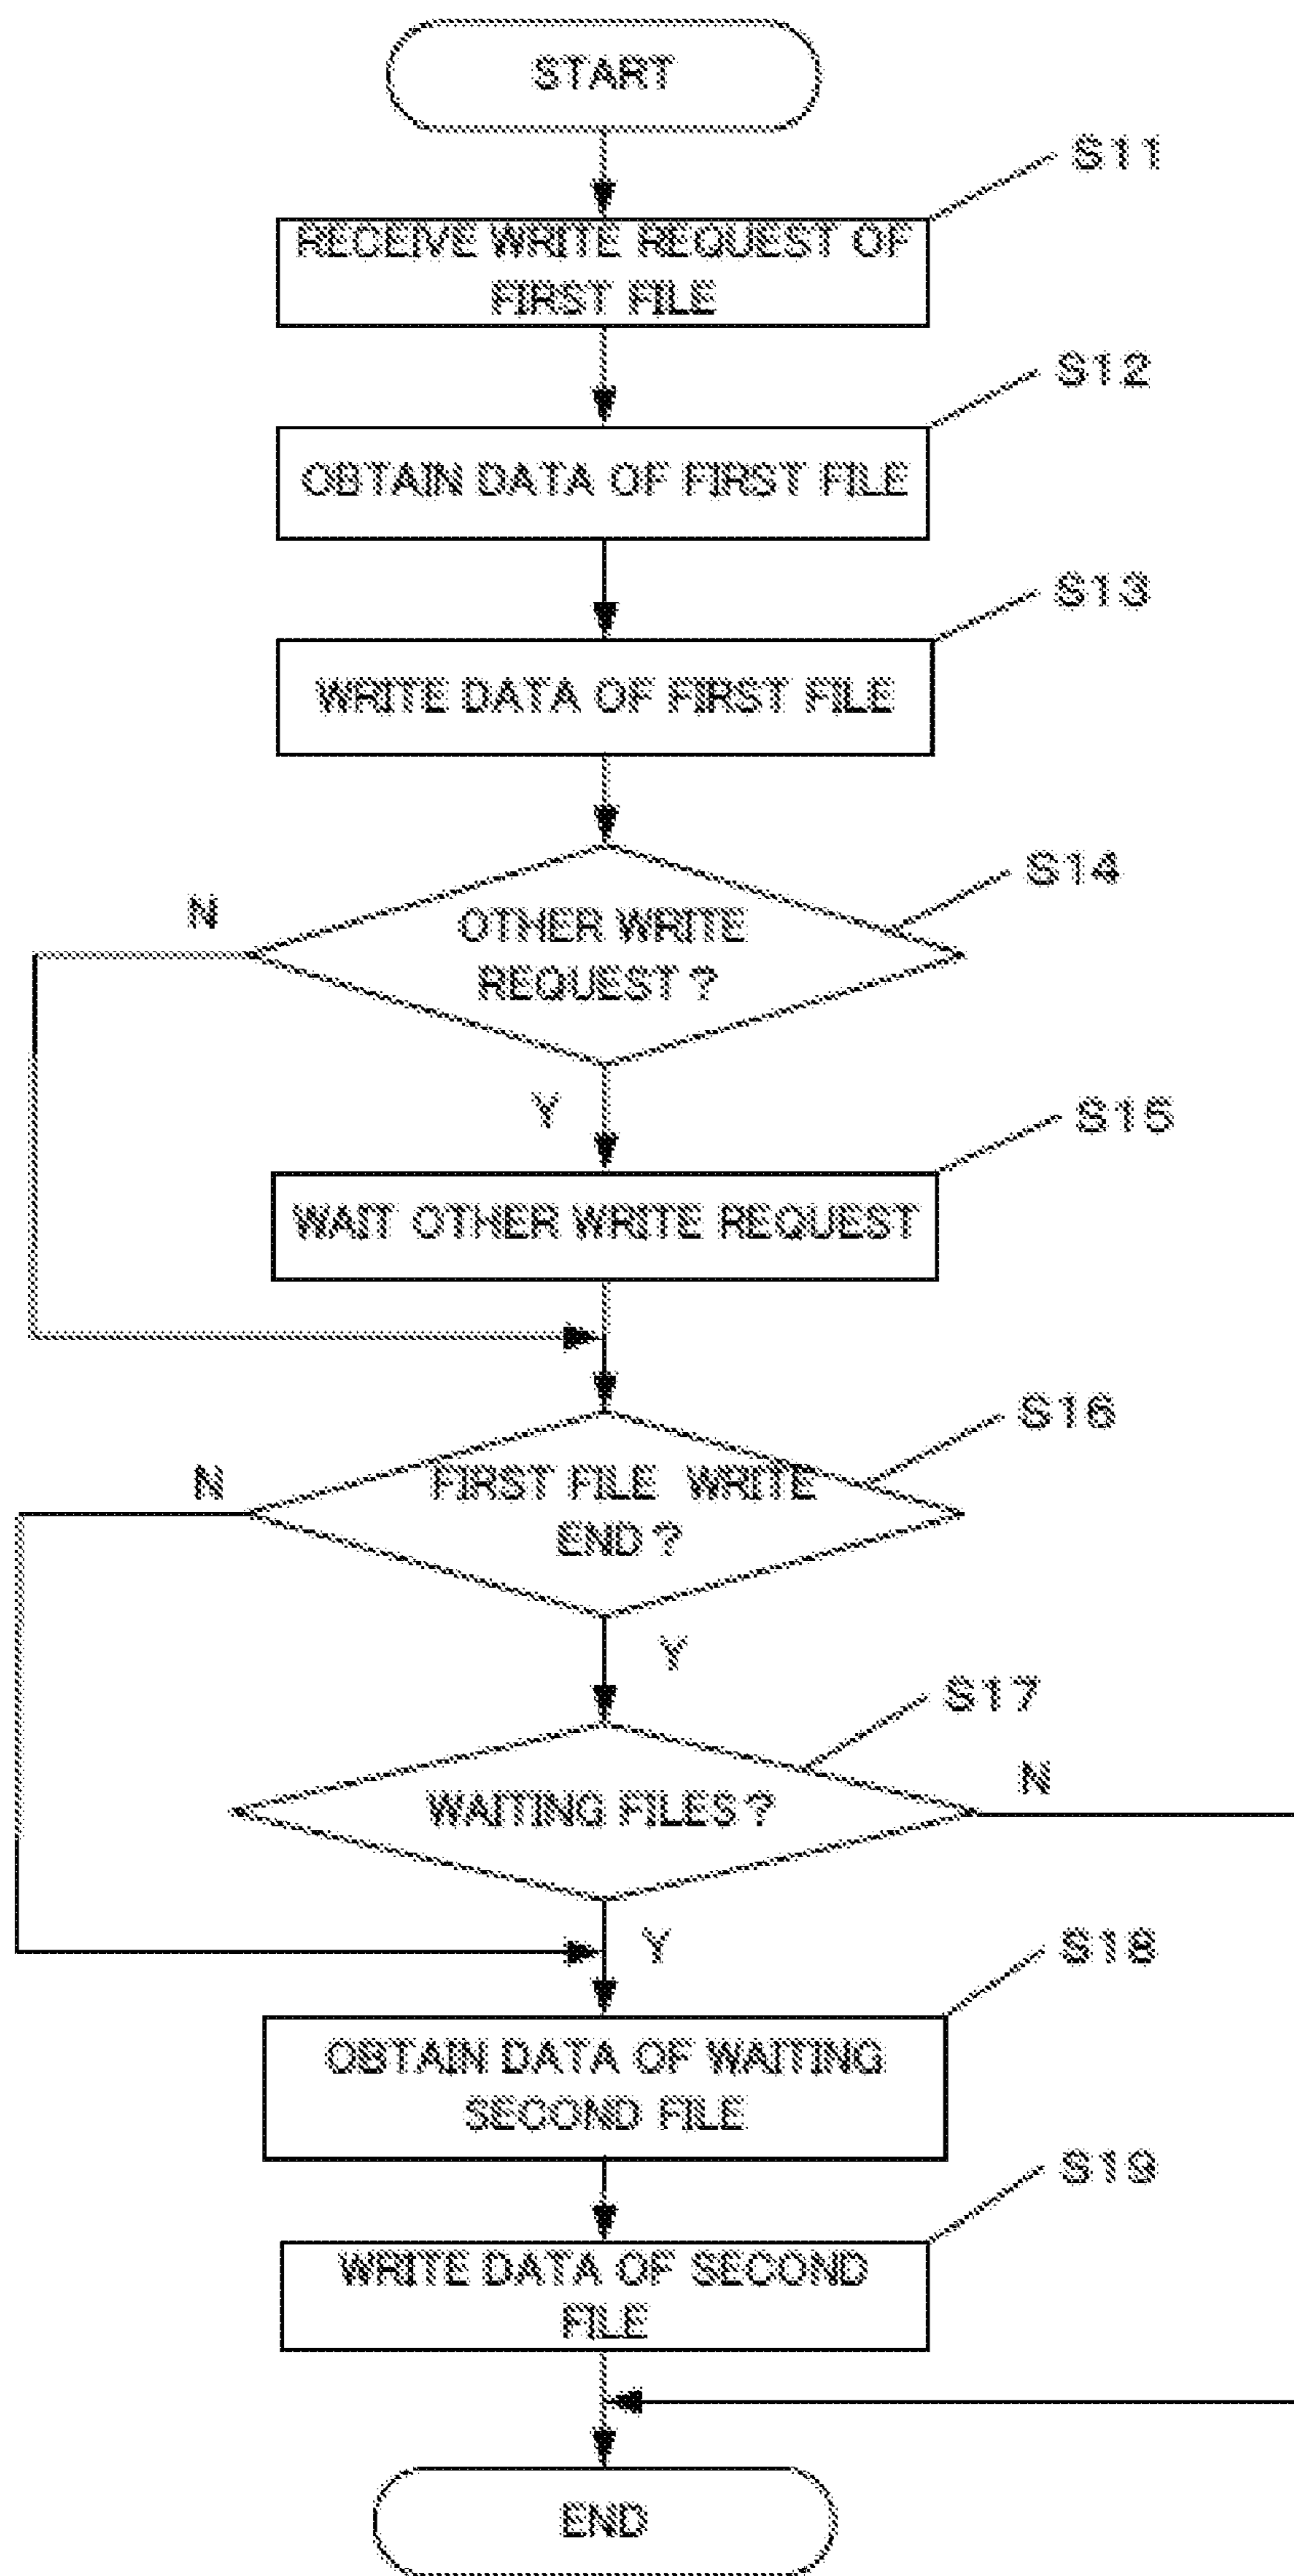 START
S11
RECEIVE WRITE REQUEST OF
FIRST FILE
S12
OBTAIN DATA OF FIRST FILE
S13
WRITE DATA OF FIRST FILE
S14
N
OTHER WRITE
REQUEST ?
Y
S15
WAIT OTHER WRITE REQUEST
S16
N
FIRST FILE WRITE
END ?
Y
S17
N
WAITING FILES ?
Y
S18
OBTAIN DATA OF WAITING
SECOND FILE
S19
WRITE DATA OF SECOND
FILE
END